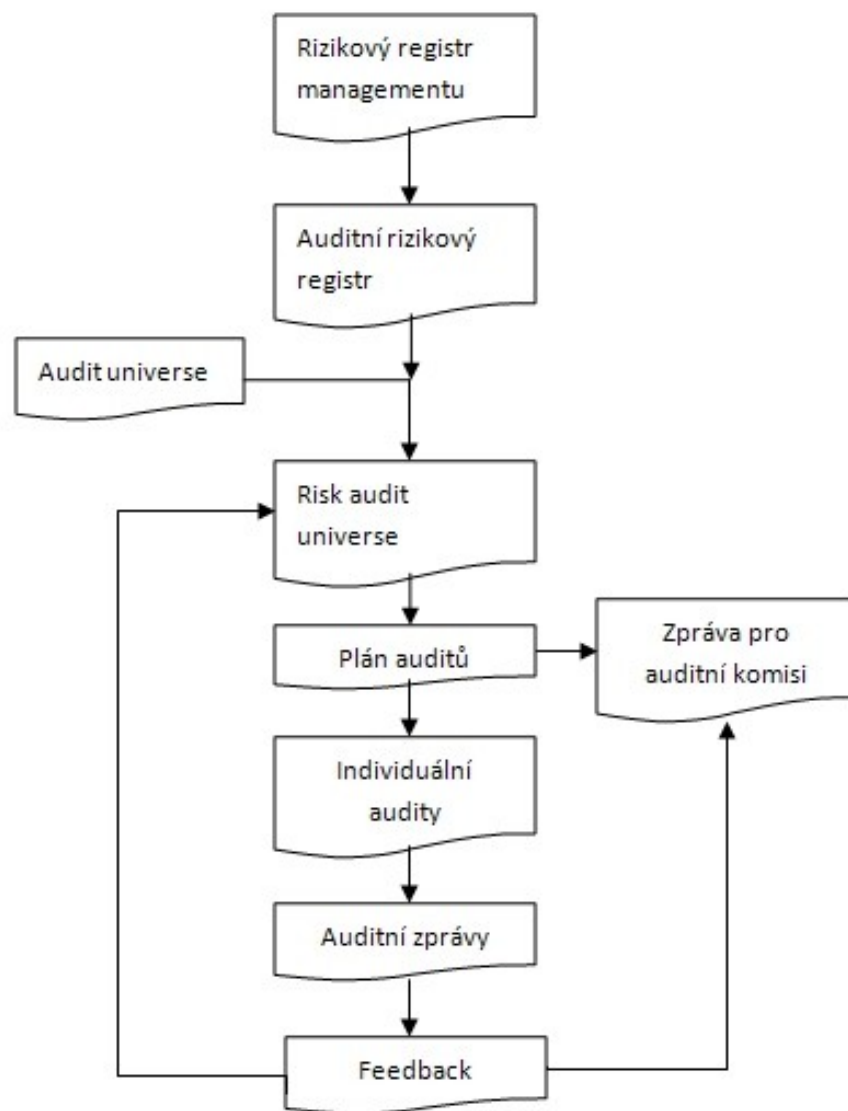 Rizikový registr
managementu
Auditní rizikový
registr
Audit universe
Risk audit
universe
Plán auditů
Zpráva pro
auditní komisi
Individuální
audity
Auditní zprávy
Feedback